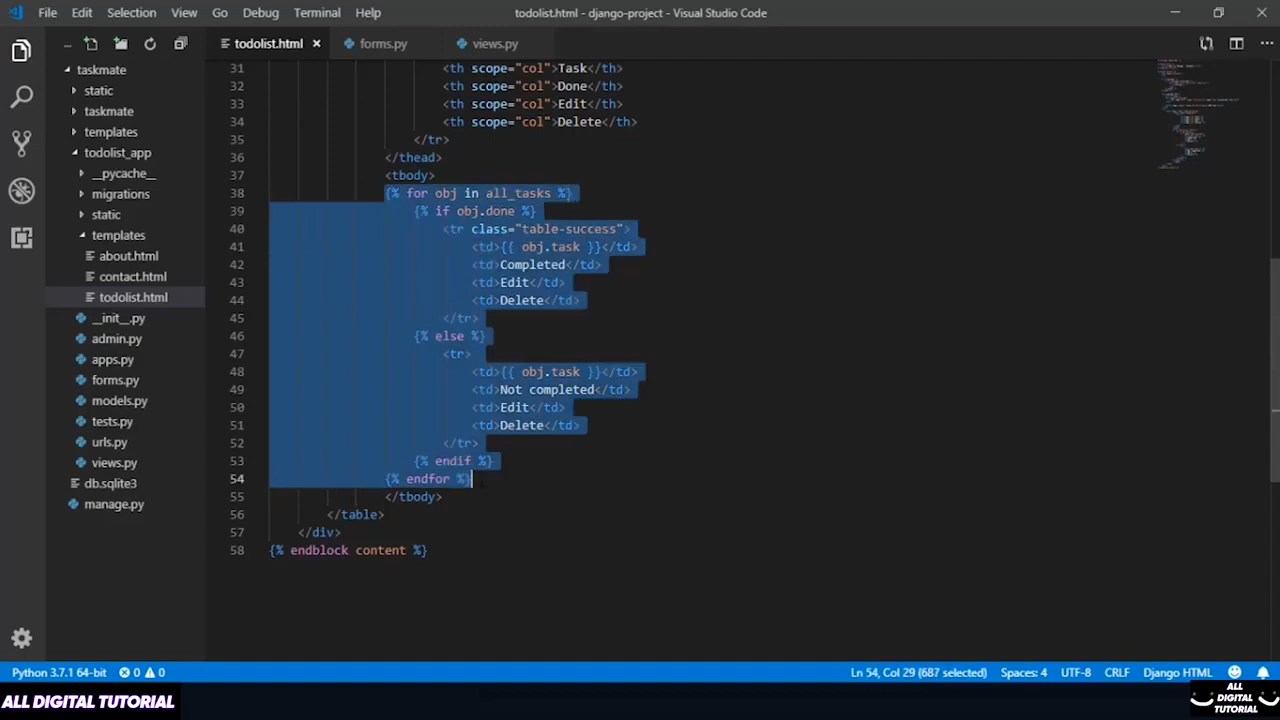 File Edit Selection View Go Debug Terminal Help todolist.html - django-project - Visual Studio Code
... todolist.html × forms.py views.py ...
taskmate
static
taskmate
templates
todolist_app
__pycache__
migrations
static
templates
about.html
contact.html
todolist.html
__init__.py
admin.py
apps.py
forms.py
models.py
tests.py
urls.py
views.py
db.sqlite3
manage.py
31 <th scope="col">Task</th>
32 <th scope="col">Done</th>
33 <th scope="col">Edit</th>
34 <th scope="col">Delete</th>
35 </tr>
36 </thead>
37 <tbody>
38 {% for obj in all_tasks %}
39 {% if obj.done %}
40 <tr class="table-success">
41 <td>{{ obj.task }}</td>
42 <td>Completed</td>
43 <td>Edit</td>
44 <td>Delete</td>
45 </tr>
46 {% else %}
47 <tr>
48 <td>{{ obj.task }}</td>
49 <td>Not completed</td>
50 <td>Edit</td>
51 <td>Delete</td>
52 </tr>
53 {% endif %}
54 {% endfor %}
55 </tbody>
56 </table>
57 </div>
58 {% endblock content %}
Python 3.7.1 64-bit 0 0 Ln 54, Col 29 (687 selected) Spaces: 4 UTF-8 CRLF Django HTML
ALL DIGITAL TUTORIAL
ALL
DIGITAL
TUTORIAL